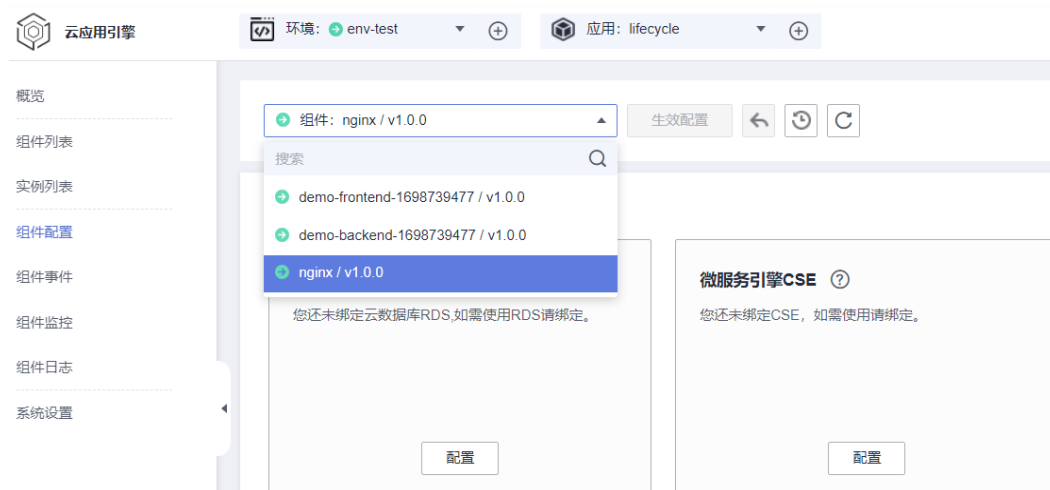 云应用引擎
环境： env-test
应用： lifecycle
概览
组件列表
实例列表
组件配置
组件事件
组件监控
组件日志
系统设置
组件： nginx / v1.0.0
生效配置
搜索
demo-frontend-1698739477 / v1.0.0
demo-backend-1698739477 / v1.0.0
nginx / v1.0.0
您还未绑定云数据库RDS,如需使用RDS请绑定。
配置
微服务引擎CSE
您还未绑定CSE，如需使用请绑定。
配置